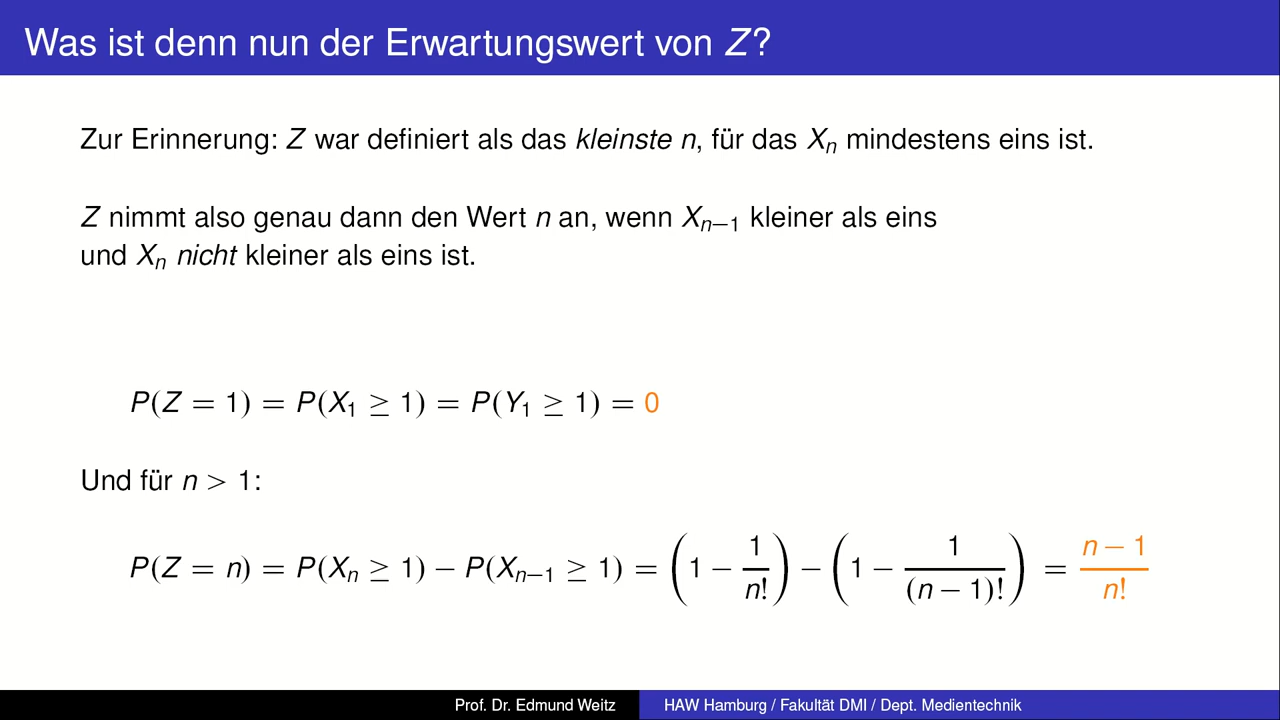 Was ist denn nun der Erwartungswert von Z?
Zur Erinnerung: Z war definiert als das kleinste n, für das Xₙ mindestens eins ist.
Z nimmt also genau dann den Wert n an, wenn Xₙ₋₁ kleiner als eins
und Xₙ nicht kleiner als eins ist.
P(Z = 1) = P(X₁ ≥ 1) = P(Y₁ ≥ 1) = 0
Und für n > 1:
P(Z = n) = P(Xₙ ≥ 1) − P(Xₙ₋₁ ≥ 1) = (1 − 1/n!) − (1 − 1/(n − 1)!) = (n − 1)/n!
Prof. Dr. Edmund Weitz HAW Hamburg / Fakultät DMI / Dept. Medientechnik